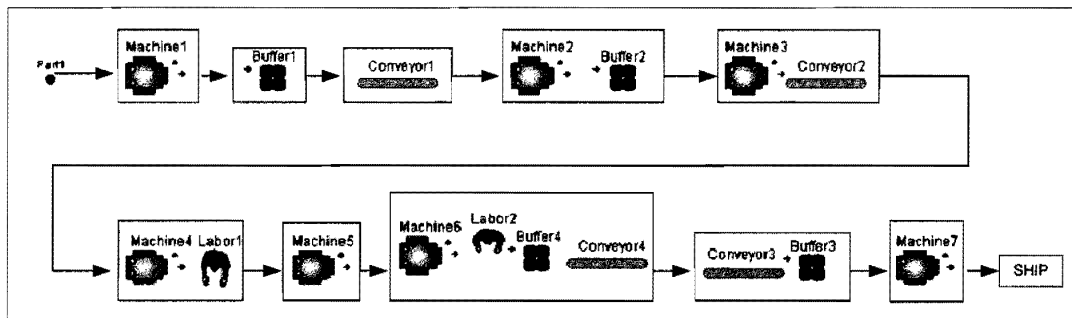 Part1
Machine1
Buffer1
Conveyor1
Machine2
Buffer2
Machine3
Conveyor2
Machine4
Labor1
Machine5
Machine6
Labor2
Buffer4
Conveyor4
Conveyor3
Buffer3
Machine7
SHIP